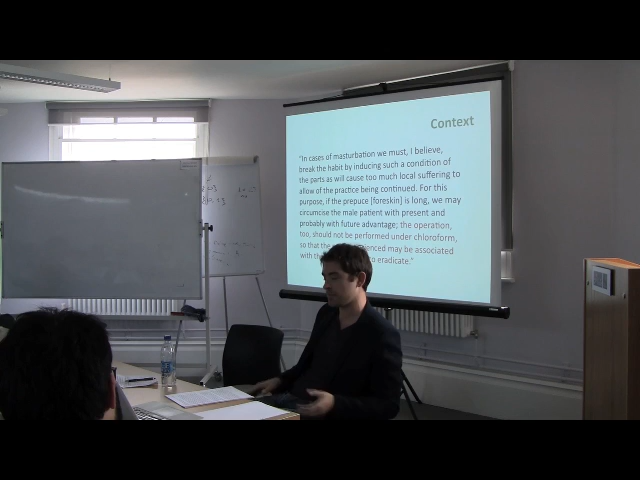 Context
"In cases of masturbation we must, I believe,
break the habit by inducing such a condition of
the parts as will cause too much local suffering to
allow of the practice being continued. For this
purpose, if the prepuce [foreskin] is long, we may
circumcise the male patient with present and
probably with future advantage; the operation,
too, should not be performed under chloroform,
so that the may be associated
with the to eradicate."